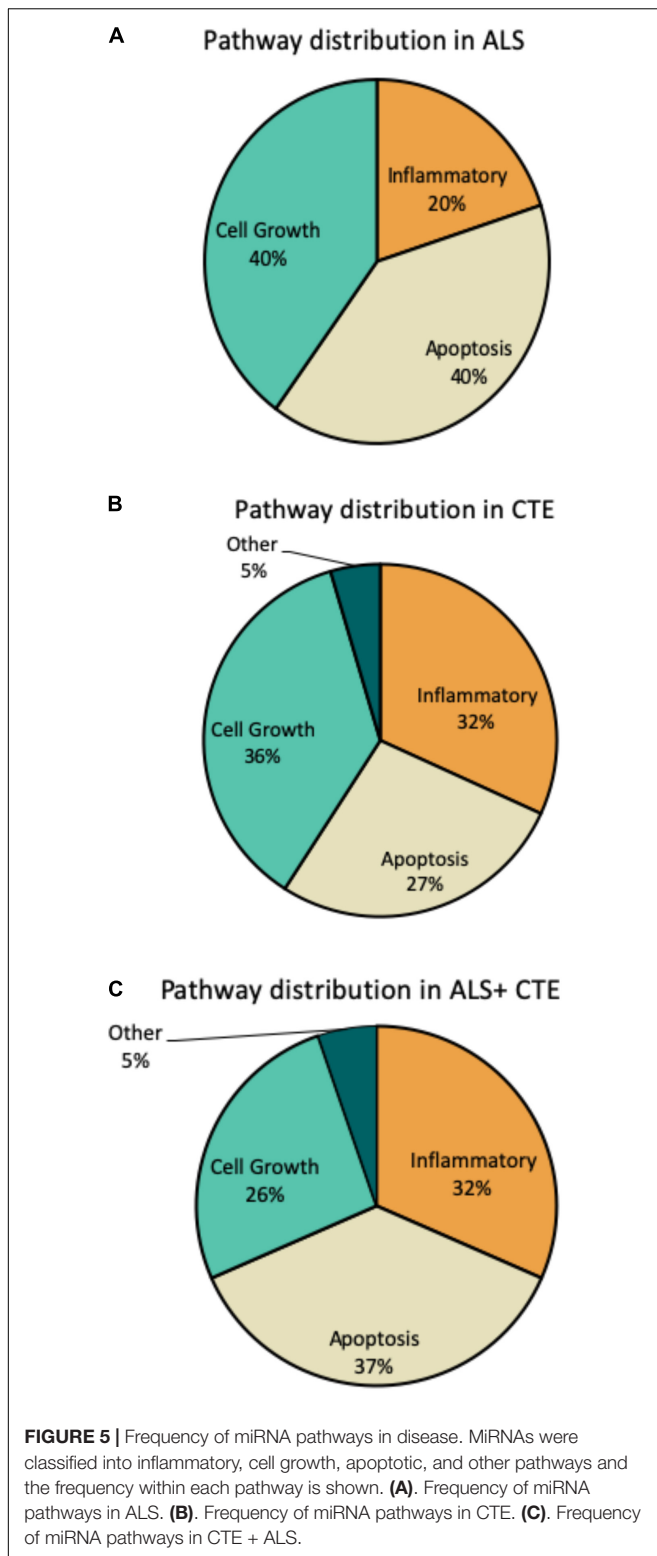 A
Pathway distribution in ALS
Inflammatory
20%
Cell Growth
40%
Apoptosis
40%
B
Pathway distribution in CTE
Other
5%
Inflammatory
32%
Cell Growth
36%
Apoptosis
27%
C
Pathway distribution in ALS+ CTE
Other
5%
Cell Growth
26%
Inflammatory
32%
Apoptosis
37%
FIGURE 5 | Frequency of miRNA pathways in disease. MiRNAs were
classified into inflammatory, cell growth, apoptotic, and other pathways and
the frequency within each pathway is shown. (A). Frequency of miRNA
pathways in ALS. (B). Frequency of miRNA pathways in CTE. (C). Frequency
of miRNA pathways in CTE + ALS.